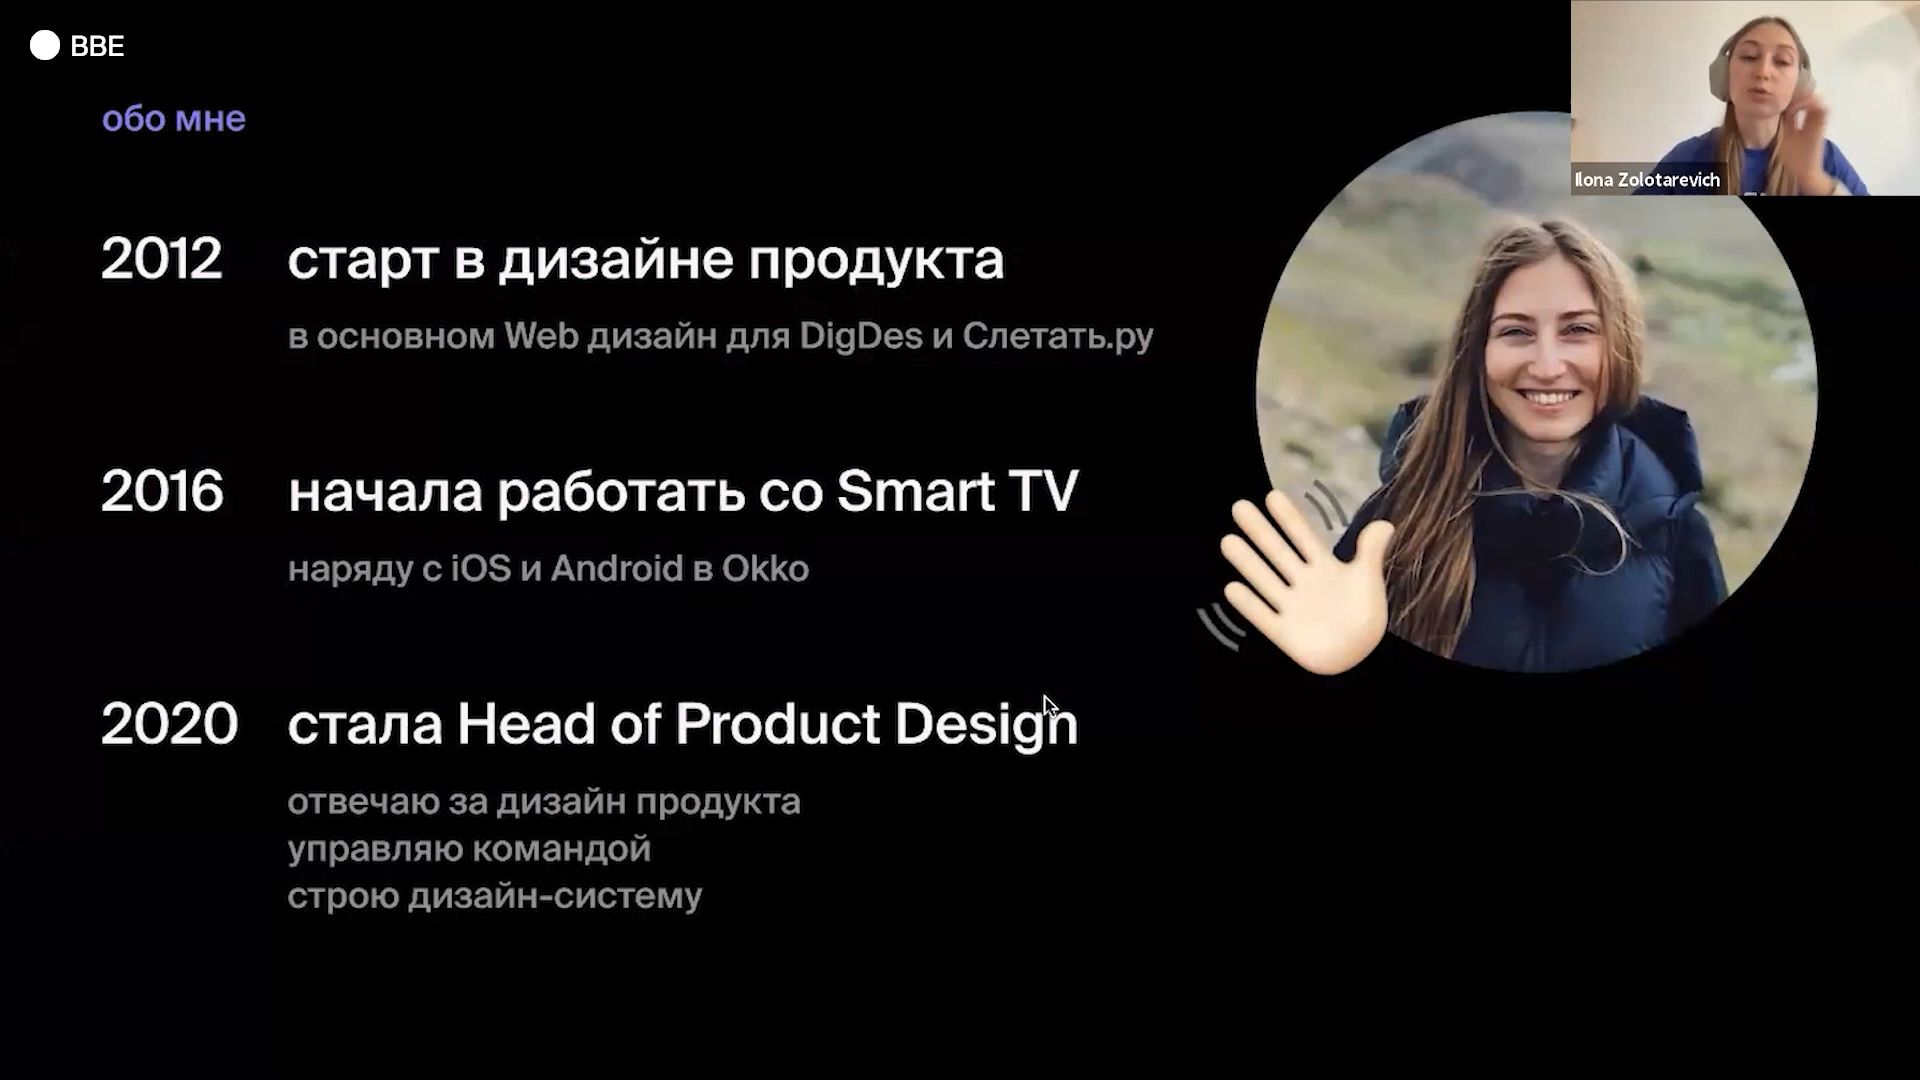 BBE
Ilona Zolotarevich
обо мне
2012 старт в дизайне продукта
в основном Web дизайн для DigDes и Слетать.ру
2016 начала работать со Smart TV
наряду с iOS и Android в Okko
2020 стала Head of Product Design
отвечаю за дизайн продукта
управляю командой
строю дизайн-систему